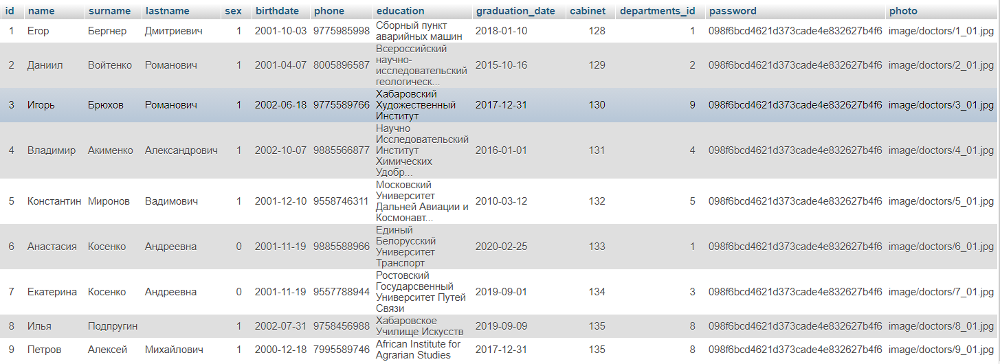 id name surname lastname sex birthdate phone education graduation_date cabinet departments_id password photo
1 Егор Бергнер Дмитриевич 1 2001-10-03 9775985998 Сборный пункт аварийных машин 2018-01-10 128 1 098f6bcd4621d373cade4e832627b4f6 image/doctors/1_01.jpg
2 Даниил Войтенко Романович 1 2001-04-07 8005896587 Всероссийский научно-исследовательский геологическ... 2015-10-16 129 2 098f6bcd4621d373cade4e832627b4f6 image/doctors/2_01.jpg
3 Игорь Брюхов Романович 1 2002-06-18 9775589766 Хабаровский Художественный Институт 2017-12-31 130 9 098f6bcd4621d373cade4e832627b4f6 image/doctors/3_01.jpg
4 Владимир Акименко Александрович 1 2002-10-07 9885566877 Научно Исследовательский Институт Химических Удобр... 2016-01-01 131 4 098f6bcd4621d373cade4e832627b4f6 image/doctors/4_01.jpg
5 Константин Миронов Вадимович 1 2001-12-10 9558746311 Московский Университет Дальней Авиации и Космонавт... 2010-03-12 132 5 098f6bcd4621d373cade4e832627b4f6 image/doctors/5_01.jpg
6 Анастасия Косенко Андреевна 0 2001-11-19 9885588966 Единый Белорусский Университет Транспорт 2020-02-25 133 1 098f6bcd4621d373cade4e832627b4f6 image/doctors/6_01.jpg
7 Екатерина Косенко Андреевна 0 2001-11-19 9557788944 Ростовский Государсвенный Университет Путей Связи 2019-09-01 134 3 098f6bcd4621d373cade4e832627b4f6 image/doctors/7_01.jpg
8 Илья Подпругин 1 2002-07-31 9758456988 Хабаровское Училище Искусств 2019-09-09 135 8 098f6bcd4621d373cade4e832627b4f6 image/doctors/8_01.jpg
9 Петров Алексей Михайлович 1 2000-12-18 7995589746 African Institute for Agrarian Studies 2017-12-31 135 8 098f6bcd4621d373cade4e832627b4f6 image/doctors/9_01.jpg